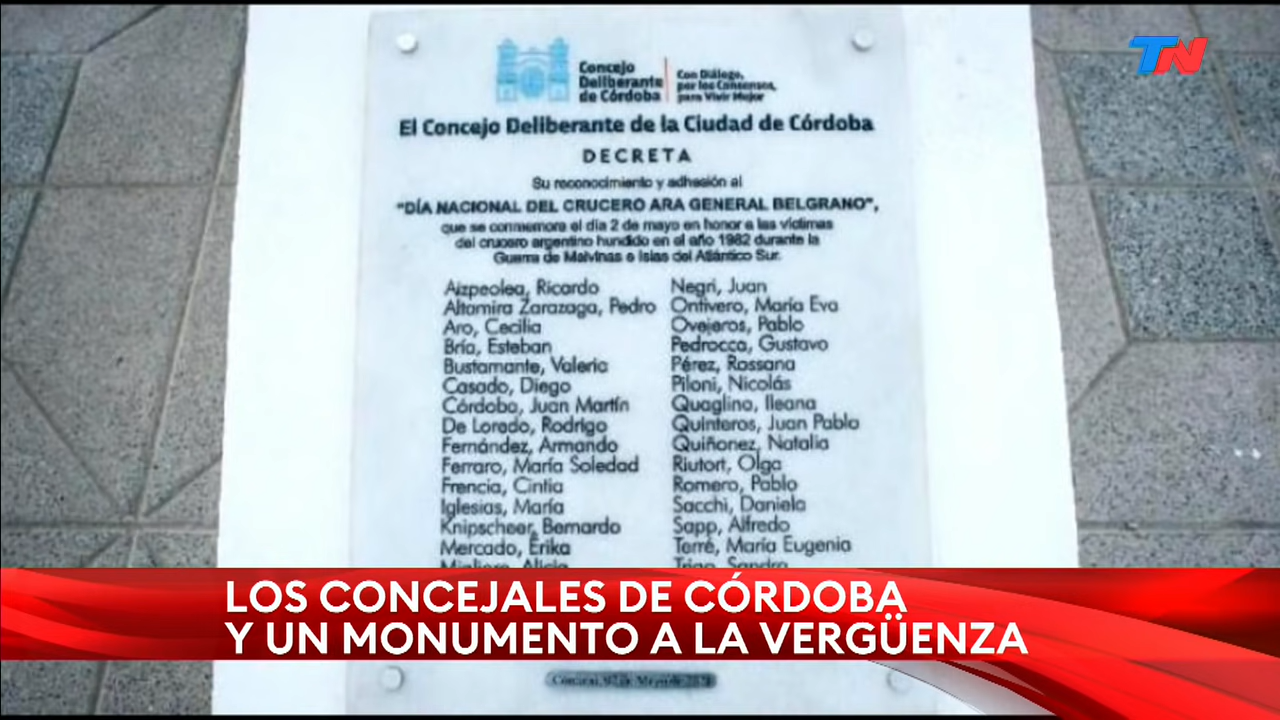 TN
Concejo
Deliberante
de Córdoba
Con Diálogo,
por los Consensos,
para Vivir Mejor
El Concejo Deliberante de la Ciudad de Córdoba
DECRETA
Su reconocimiento y adhesión al
"DÍA NACIONAL DEL CRUCERO ARA GENERAL BELGRANO",
que se conmemora el día 2 de mayo en honor a las víctimas
del crucero argentino hundido en el año 1982 durante la
Guerra de Malvinas e Islas del Atlántico Sur.
Aizpeolea, Ricardo
Altamira Zarazaga, Pedro
Aro, Cecilia
Bría, Esteban
Bustamante, Valeria
Casado, Diego
Córdoba, Juan Martín
De Loredo, Rodrigo
Fernández, Armando
Ferraro, María Soledad
Frencia, Cintia
Iglesias, María
Knipscheer, Bernardo
Mercado, Érika
Negri, Juan
Ontivero, María Eva
Ovejeros, Pablo
Pedrocca, Gustavo
Pérez, Rossana
Piloni, Nicolás
Quaglino, Ileana
Quinteros, Juan Pablo
Quiñonez, Natalia
Riutort, Olga
Romero, Pablo
Sacchi, Daniela
Sapp, Alfredo
Terré, María Eugenia
LOS CONCEJALES DE CÓRDOBA
Y UN MONUMENTO A LA VERGÜENZA